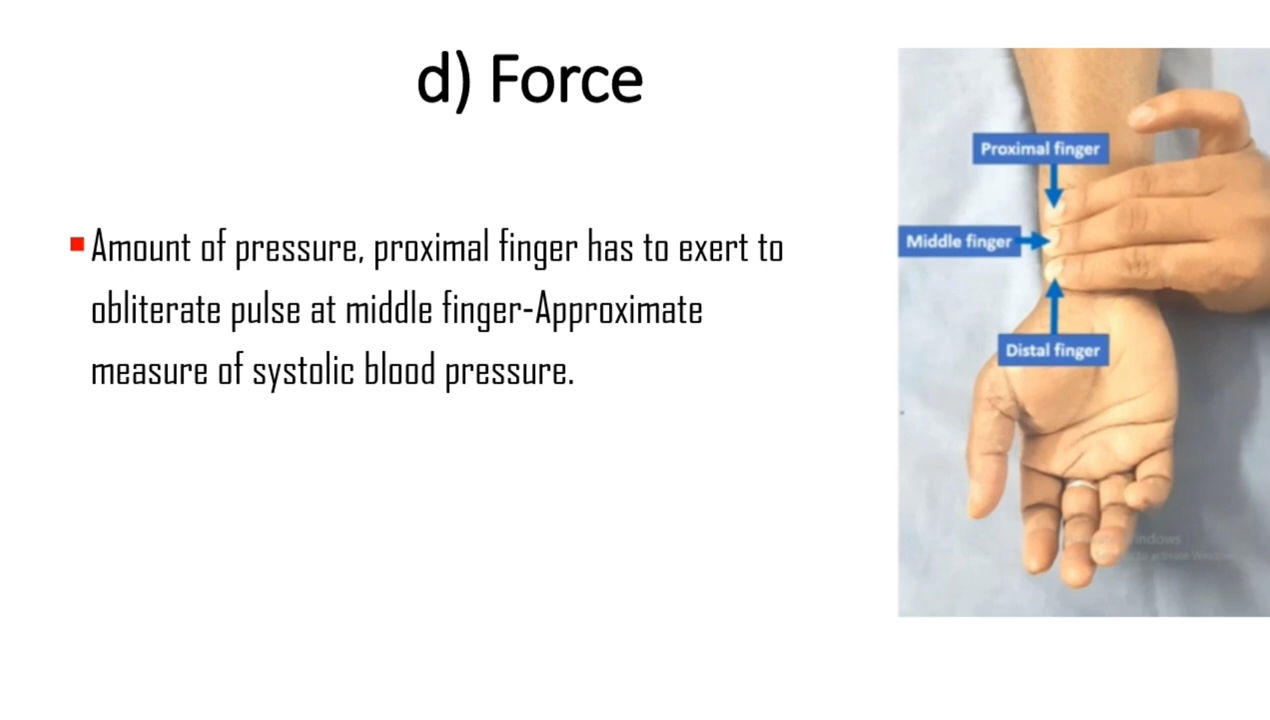 d) Force
Proximal finger
Amount of pressure, proximal finger has to exert to
Middle finger
obliterate pulse at middle finger-Approximate
Distal finger
measure of systolic blood pressure.